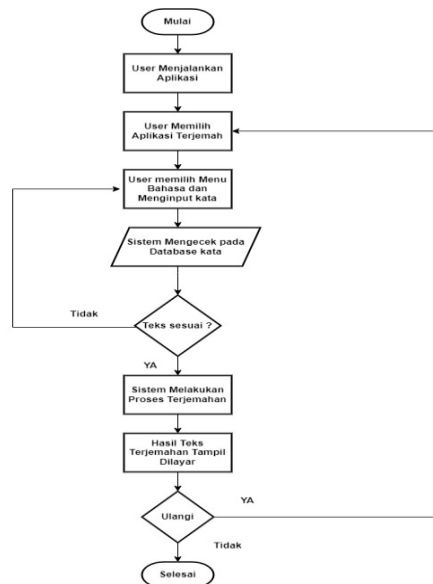 Mulai
User Menjalankan
Aplikasi
User Memilih
Aplikasi Terjemah
User memilih Menu
Bahasa dan
Menginput kata
Sistem Mengecek pada
Database kata
Tidak
Teks sesuai ?
YA
Sistem Melakukan
Proses Terjemahan
Hasil Teks
Terjemahan Tampil
Dilayar
YA
Ulangi
Tidak
Selesai